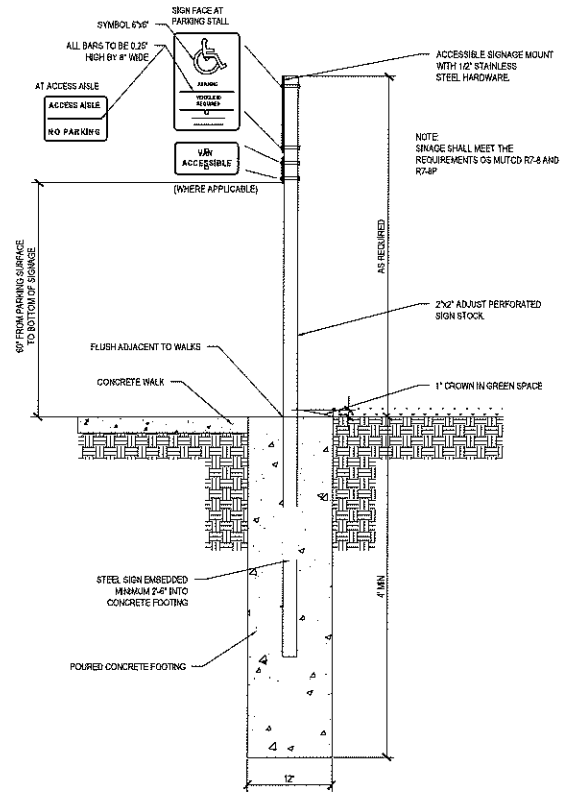 SIGN FACE AT
PARKING STALL
SYMBOL 6"x6"
ALL BARS TO BE 0.25"
HIGH BY 8" WIDE
AT ACCESS AISLE
ACCESS AISLE
NO PARKING
PARKING
REQUIRED
VAN
ACCESSIBLE
(WHERE APPLICABLE)
ACCESSIBLE SIGNAGE MOUNT
WITH 1/2" STAINLESS
STEEL HARDWARE.
NOTE:
SINAGE SHALL MEET THE
REQUIREMENTS OS MUTCD R7-8 AND
R7-8P
60" FROM PARKING SURFACE
TO BOTTOM OF SIGNAGE
AS REQUIRED
2"x2" ADJUST PERFORATED
SIGN STOCK.
FLUSH ADJACENT TO WALKS
CONCRETE WALK
1" CROWN IN GREEN SPACE
STEEL SIGN EMBEDDED
MINIMUM 2'-6" INTO
CONCRETE FOOTING
4' MIN
POURED CONCRETE FOOTING
12"